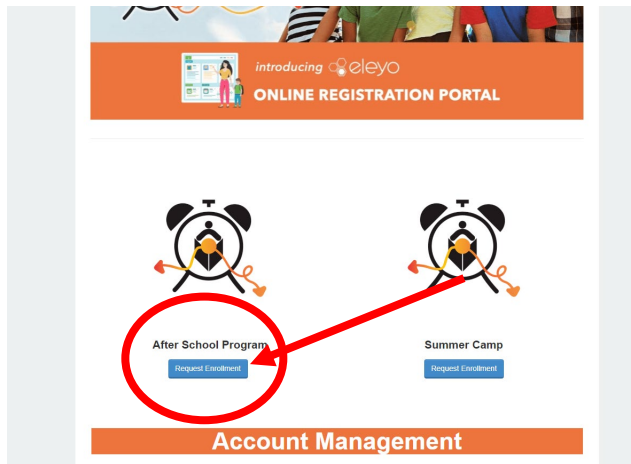 introducing eleyo
ONLINE REGISTRATION PORTAL
After School Program
Request Enrollment
Summer Camp
Request Enrollment
Account Management